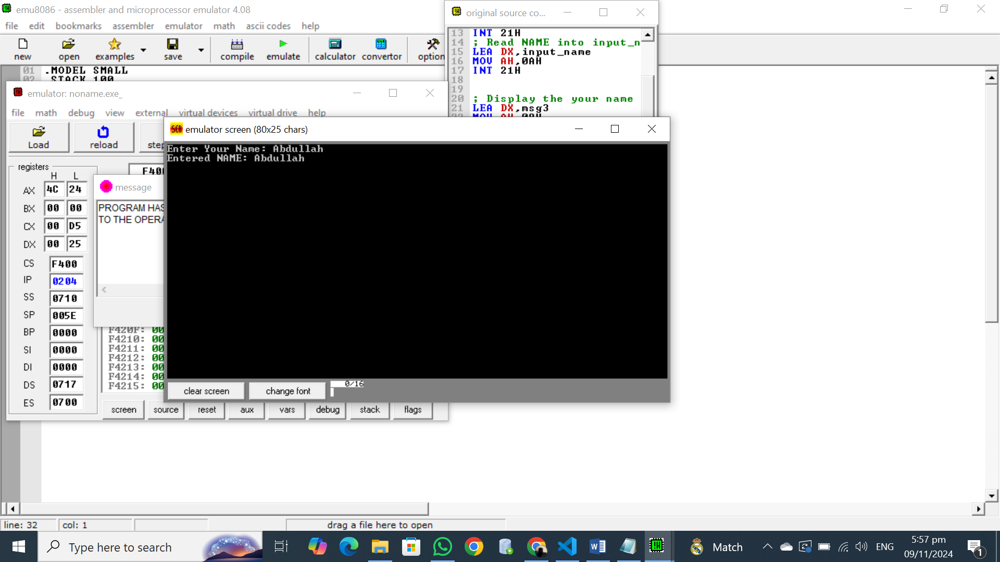 emu8086 - assembler and microprocessor emulator 4.08
file edit bookmarks assembler emulator math ascii codes help
new open examples save compile emulate calculator convertor option
01 .MODEL SMALL
02 .STACK 100
original source co...
13 INT 21H
14 ; Read NAME into input_n
15 LEA DX,input_name
16 MOV AH,0AH
17 INT 21H
18
19
20 ; Display the your name
21 LEA DX,msg3
22 MOV AH,09H
emulator: noname.exe_
file math debug view external virtual devices virtual drive help
Load reload step
registers
H L
AX 4C 24
BX 00 00
CX 00 D5
DX 00 25
CS F400
IP 0204
SS 0710
SP 005E
BP 0000
SI 0000
DI 0000
DS 0717
ES 0700
F400
message
PROGRAM HAS
TO THE OPERA
F420F: 00
F4210: 00
F4211: 00
F4212: 00
F4213: 00
F4214: 00
F4215: 00
screen source reset aux vars debug stack flags
SCR emulator screen (80x25 chars)
Enter Your Name: Abdullah
Entered NAME: Abdullah
clear screen change font 0/16
line: 32 col: 1 drag a file here to open
Type here to search
Match ENG
5:57 pm
09/11/2024
1